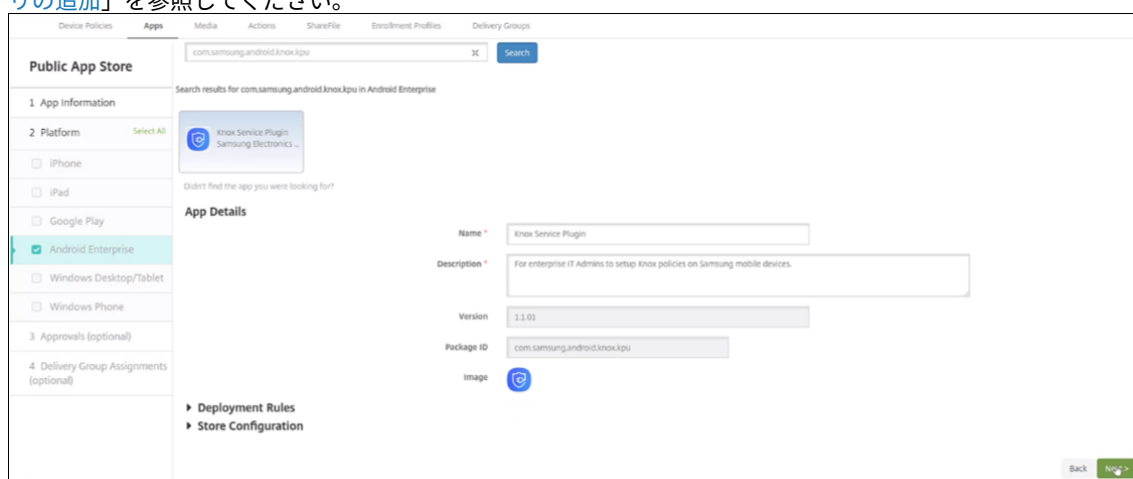 リの追加」を参照してください。
Device Policies Apps Media Actions ShareFile Enrollment Profiles Delivery Groups
com.samsung.android.knox.kpu Search
Public App Store
Search results for com.samsung.android.knox.kpu in Android Enterprise
1 App Information
2 Platform Select All
Knox Service Plugin
Samsung Electronics ...
iPhone
iPad
Didn't find the app you were looking for?
App Details
Google Play
Name * Knox Service Plugin
Android Enterprise
Description * For enterprise IT Admins to setup Knox policies on Samsung mobile devices.
Windows Desktop/Tablet
Windows Phone
Version 1.1.01
3 Approvals (optional)
Package ID com.samsung.android.knox.kpu
4 Delivery Group Assignments
(optional)
Image
Deployment Rules
Store Configuration
Back Next >